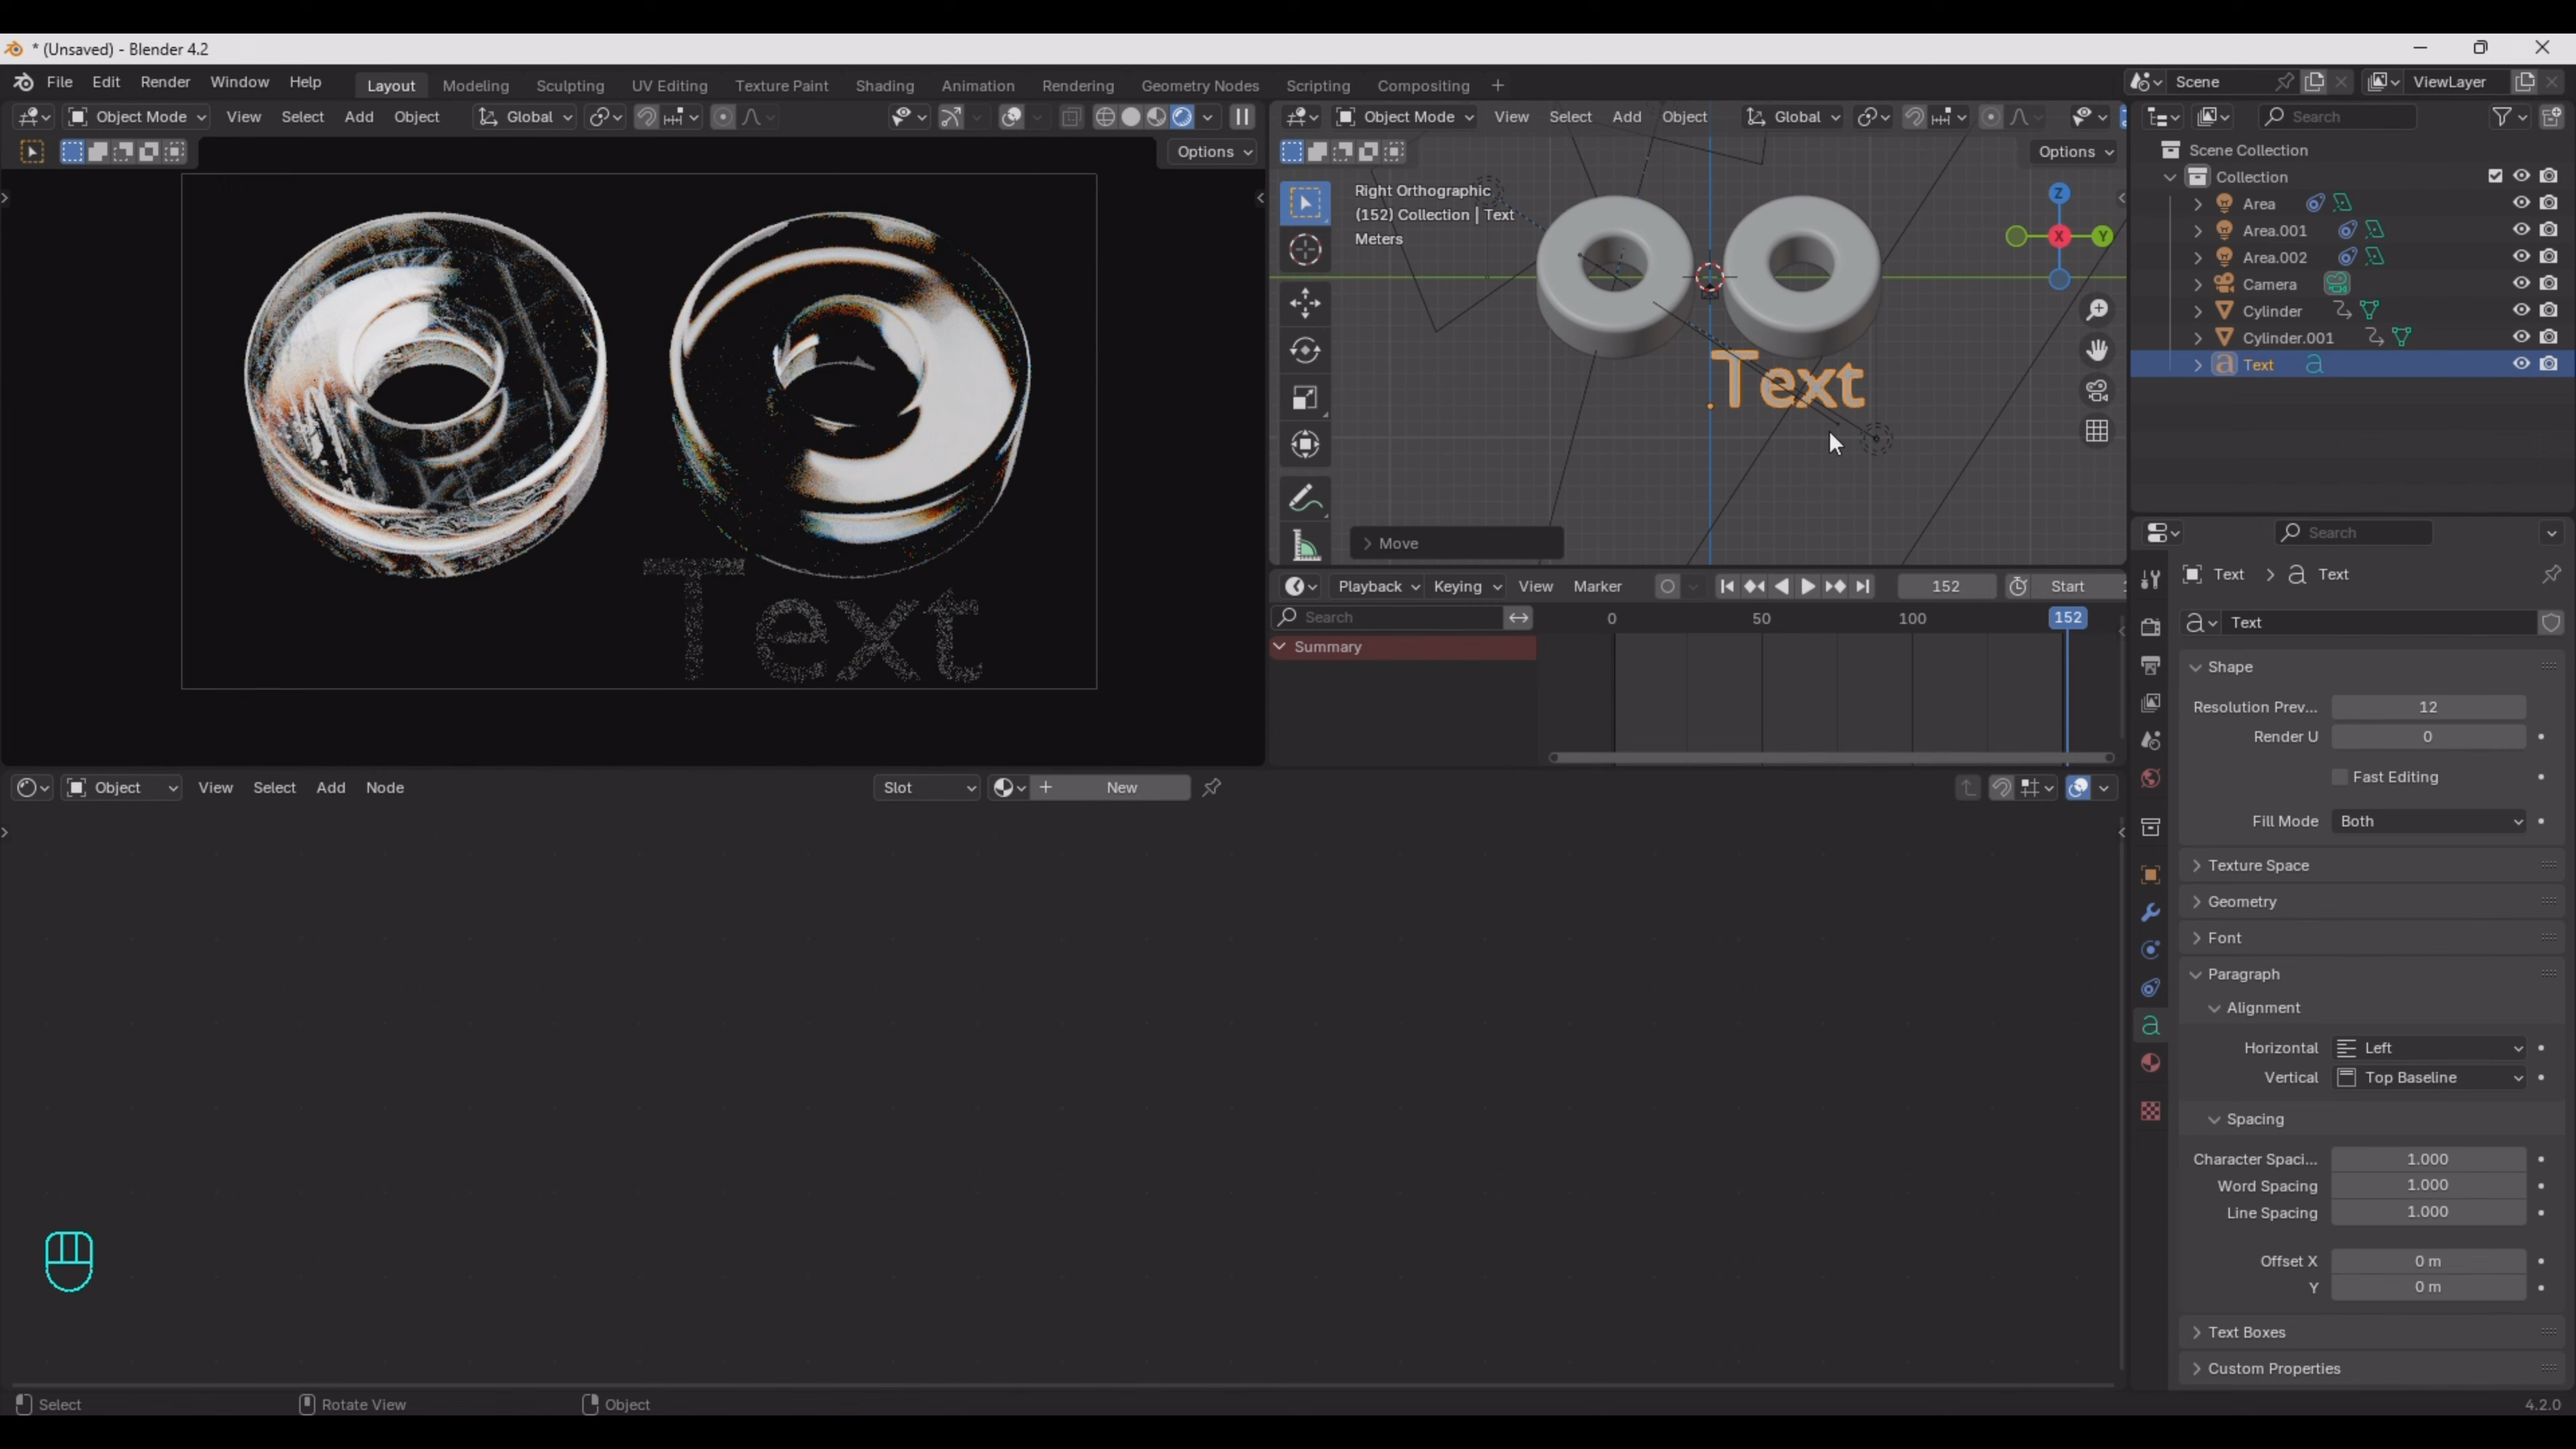 * (Unsaved) - Blender 4.2
File Edit Render Window Help Layout Modeling Sculpting UV Editing Texture Paint Shading Animation Rendering Geometry Nodes Scripting Compositing + Scene ViewLayer
Object Mode View Select Add Object Global
Options
Object Mode View Select Add Object Global
Options
Right Orthographic
(152) Collection | Text
Meters
Z
X
Y
Text
> Move
Text
Playback Keying View Marker 152 Start
Search 0 50 100 152
Summary
Search
Scene Collection
Collection
Area
Area.001
Area.002
Camera
Cylinder
Cylinder.001
Text
Search
Text > Text
Text
Shape
Resolution Prev... 12
Render U 0
Fast Editing
Fill Mode Both
Texture Space
Geometry
Font
Paragraph
Alignment
Horizontal Left
Vertical Top Baseline
Spacing
Character Spaci... 1.000
Word Spacing 1.000
Line Spacing 1.000
Offset X 0 m
Y 0 m
Text Boxes
Custom Properties
Object View Select Add Node Slot + New
Select Rotate View Object 4.2.0